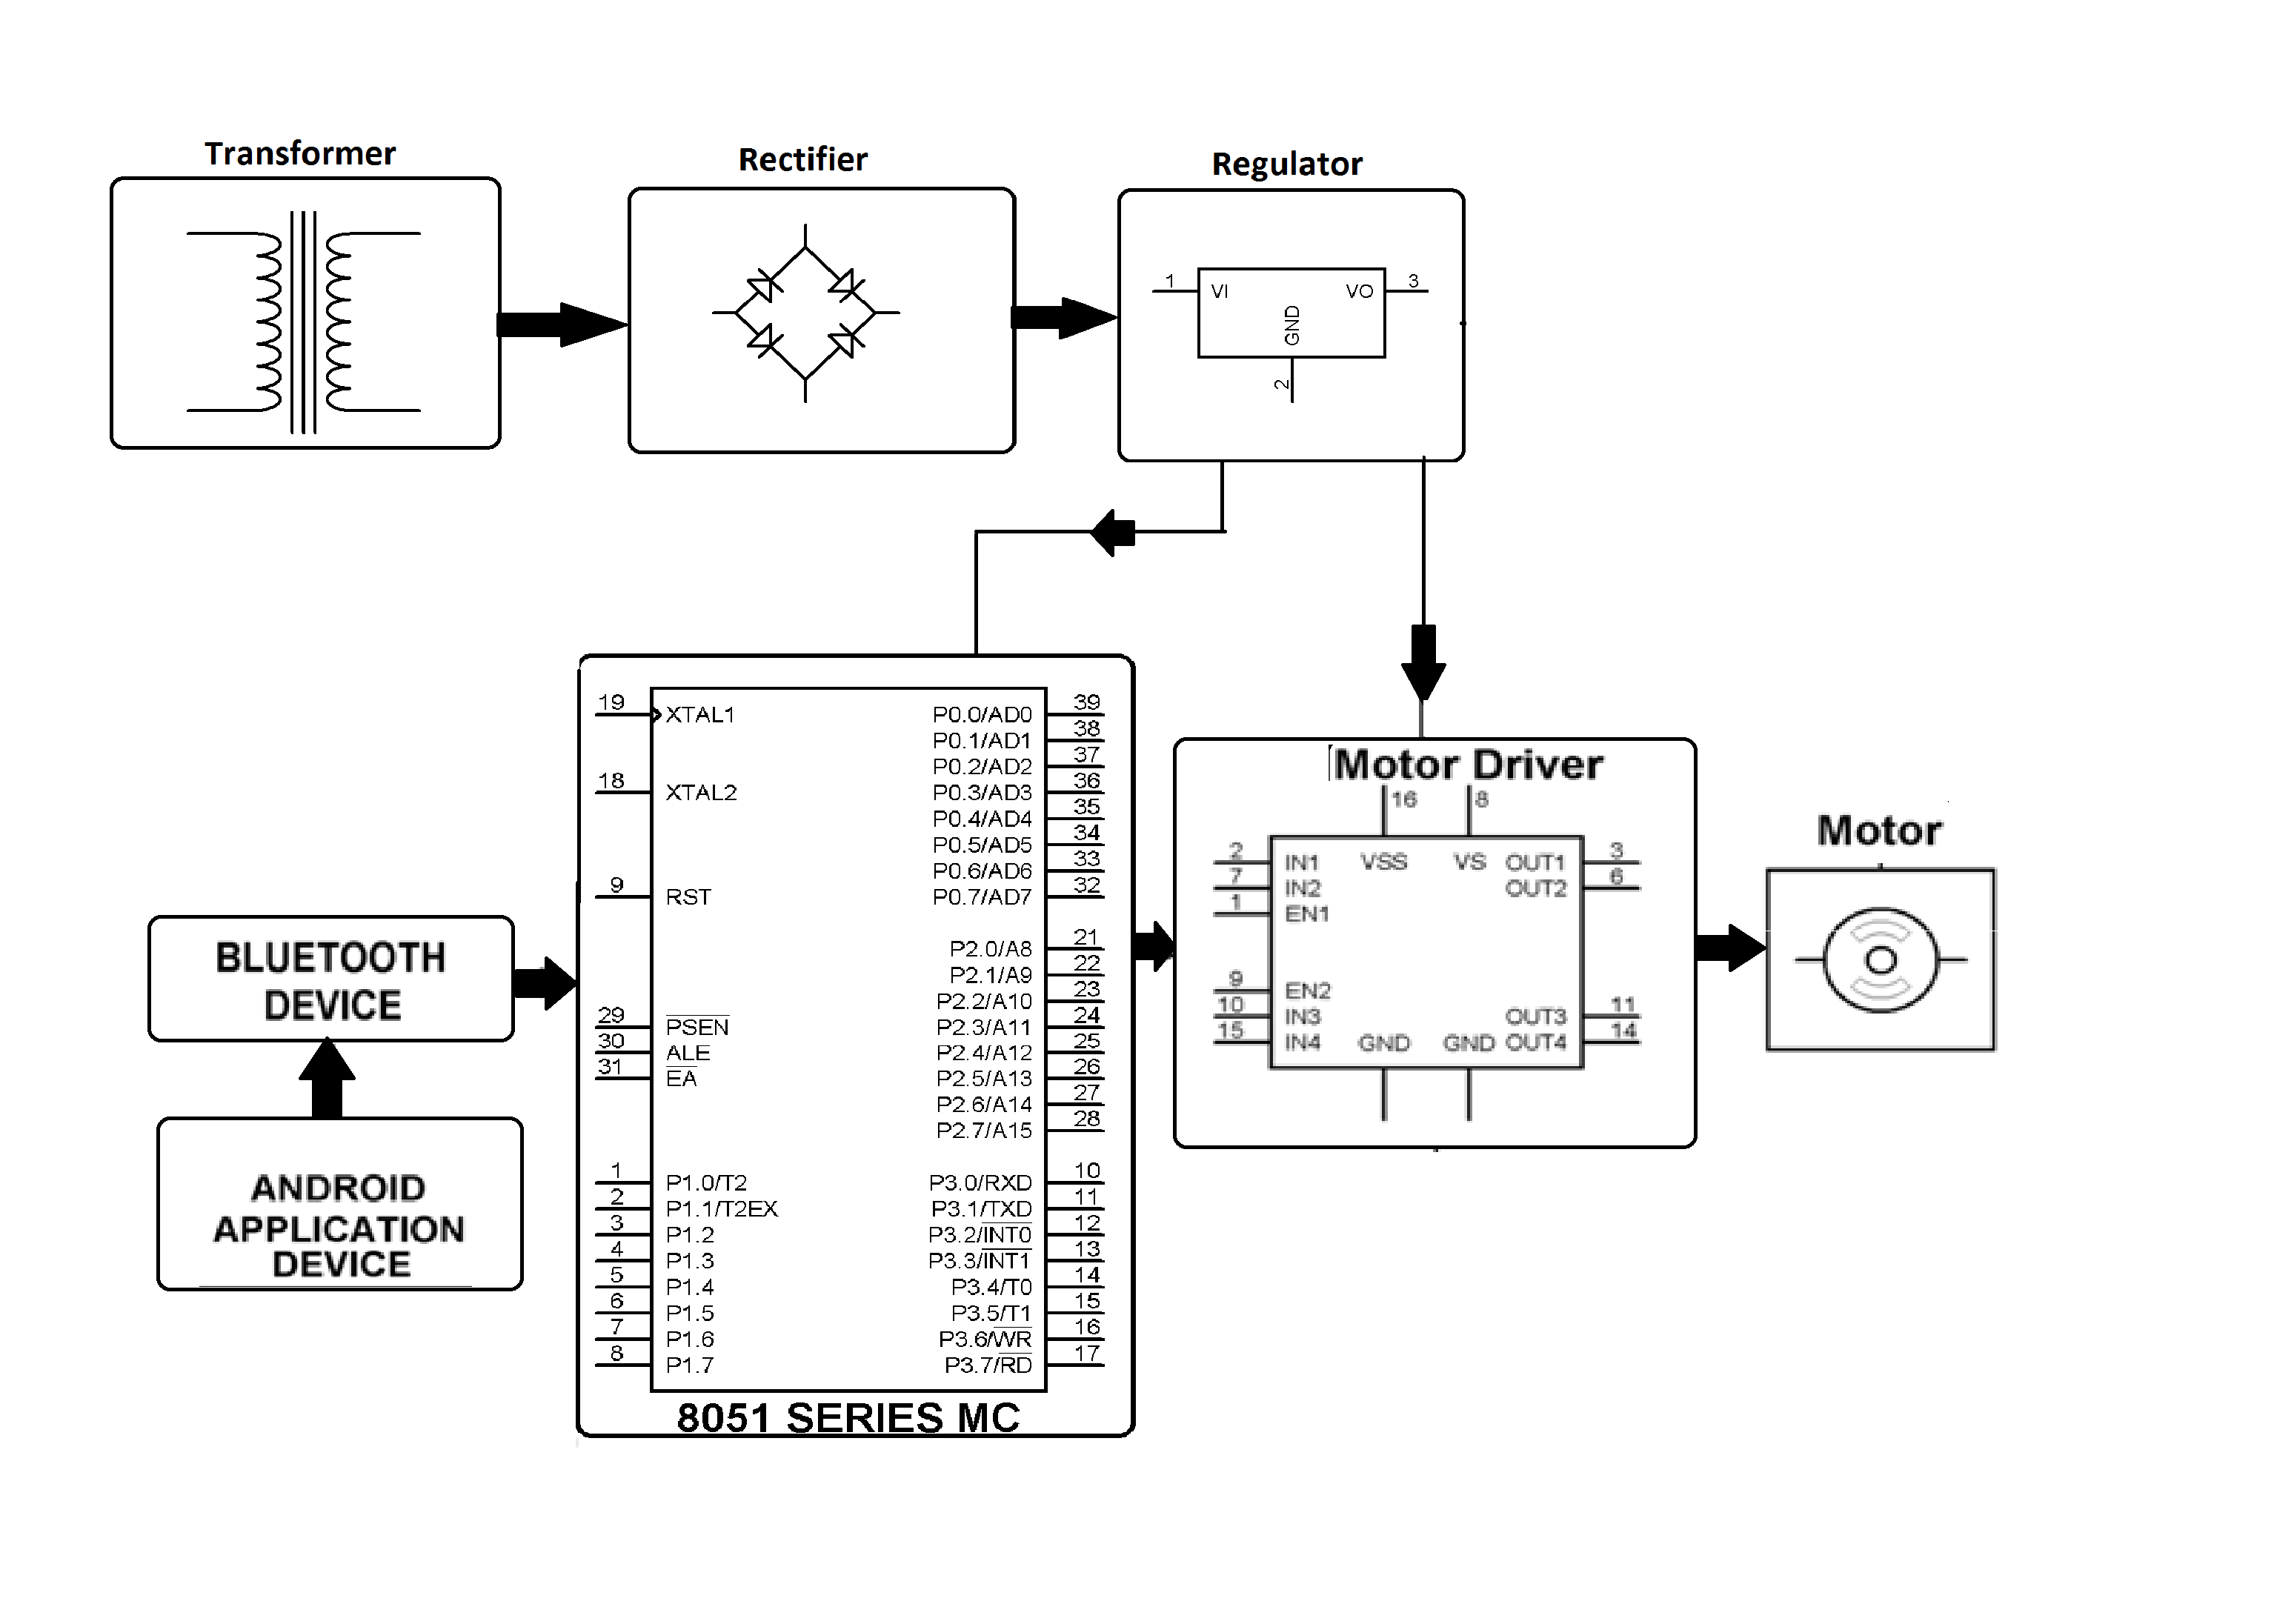 Transformer
Rectifier
Regulator
1
VI
VO
3
GND
2
19
XTAL1
18
XTAL2
9
RST
29
PSEN
30
ALE
31
EA
1
P1.0/T2
2
P1.1/T2EX
3
P1.2
4
P1.3
5
P1.4
6
P1.5
7
P1.6
8
P1.7
P0.0/AD0
39
P0.1/AD1
38
P0.2/AD2
37
P0.3/AD3
36
P0.4/AD4
35
P0.5/AD5
34
P0.6/AD6
33
P0.7/AD7
32
P2.0/A8
21
P2.1/A9
22
P2.2/A10
23
P2.3/A11
24
P2.4/A12
25
P2.5/A13
26
P2.6/A14
27
P2.7/A15
28
P3.0/RXD
10
P3.1/TXD
11
P3.2/INT0
12
P3.3/INT1
13
P3.4/T0
14
P3.5/T1
15
P3.6/WR
16
P3.7/RD
17
8051 SERIES MC
BLUETOOTH
DEVICE
ANDROID
APPLICATION
DEVICE
Motor Driver
16
8
2
IN1
VSS
VS
OUT1
3
7
IN2
OUT2
6
1
EN1
9
EN2
10
IN3
OUT3
11
15
IN4
GND
GND
OUT4
14
Motor